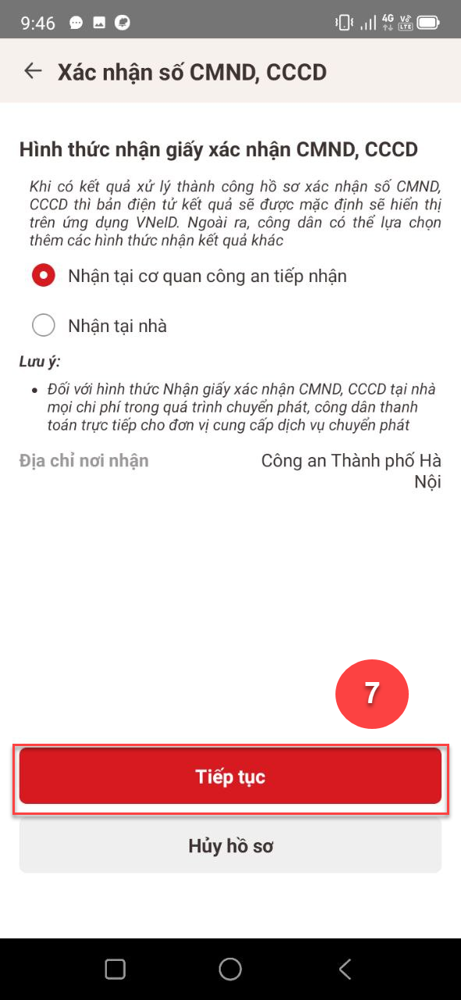 9:46
4G
LTE
Xác nhận số CMND, CCCD
Hình thức nhận giấy xác nhận CMND, CCCD
Khi có kết quả xử lý thành công hồ sơ xác nhận số CMND,
CCCD thì bản điện tử kết quả sẽ được mặc định sẽ hiển thị
trên ứng dụng VNeID. Ngoài ra, công dân có thể lựa chọn
thêm các hình thức nhận kết quả khác
Nhận tại cơ quan công an tiếp nhận
Nhận tại nhà
Lưu ý:
• Đối với hình thức Nhận giấy xác nhận CMND, CCCD tại nhà
mọi chi phí trong quá trình chuyển phát, công dân thanh
toán trực tiếp cho đơn vị cung cấp dịch vụ chuyển phát
Địa chỉ nơi nhận
Công an Thành phố Hà
Nội
7
Tiếp tục
Hủy hồ sơ